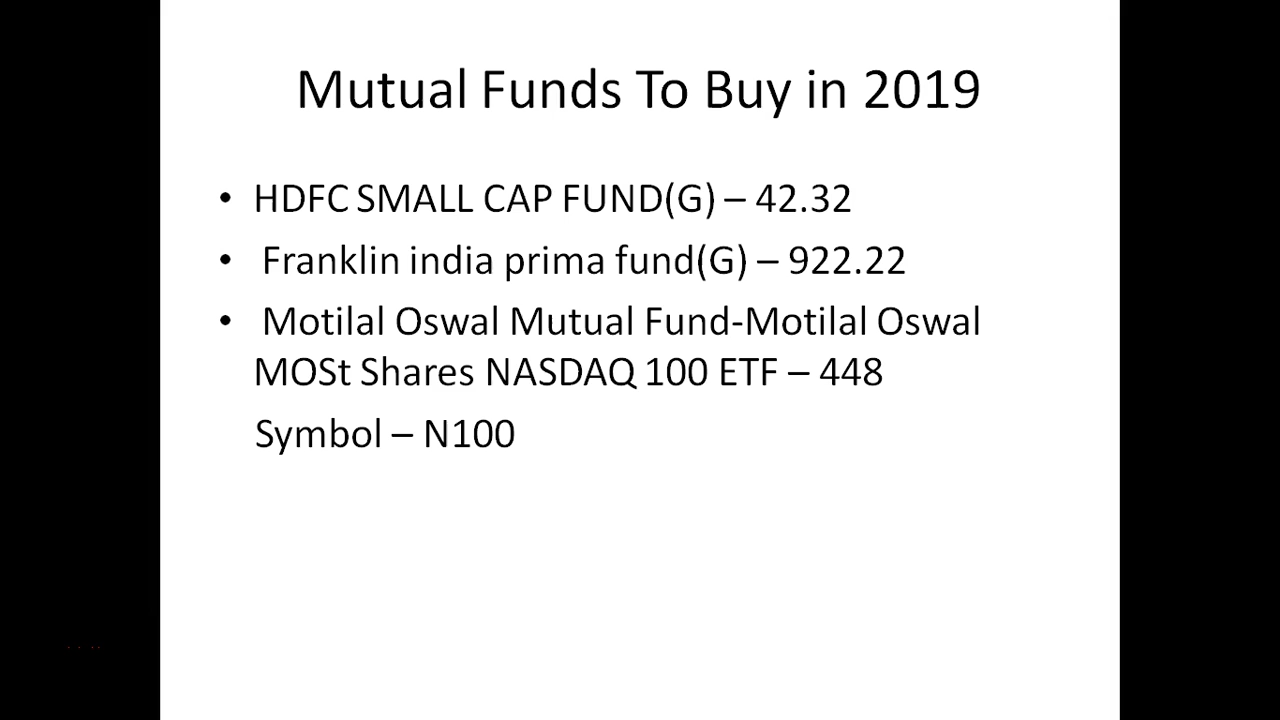 Mutual Funds To Buy in 2019
• HDFC SMALL CAP FUND(G) – 42.32
• Franklin india prima fund(G) – 922.22
• Motilal Oswal Mutual Fund-Motilal Oswal
MOSt Shares NASDAQ 100 ETF – 448
Symbol – N100